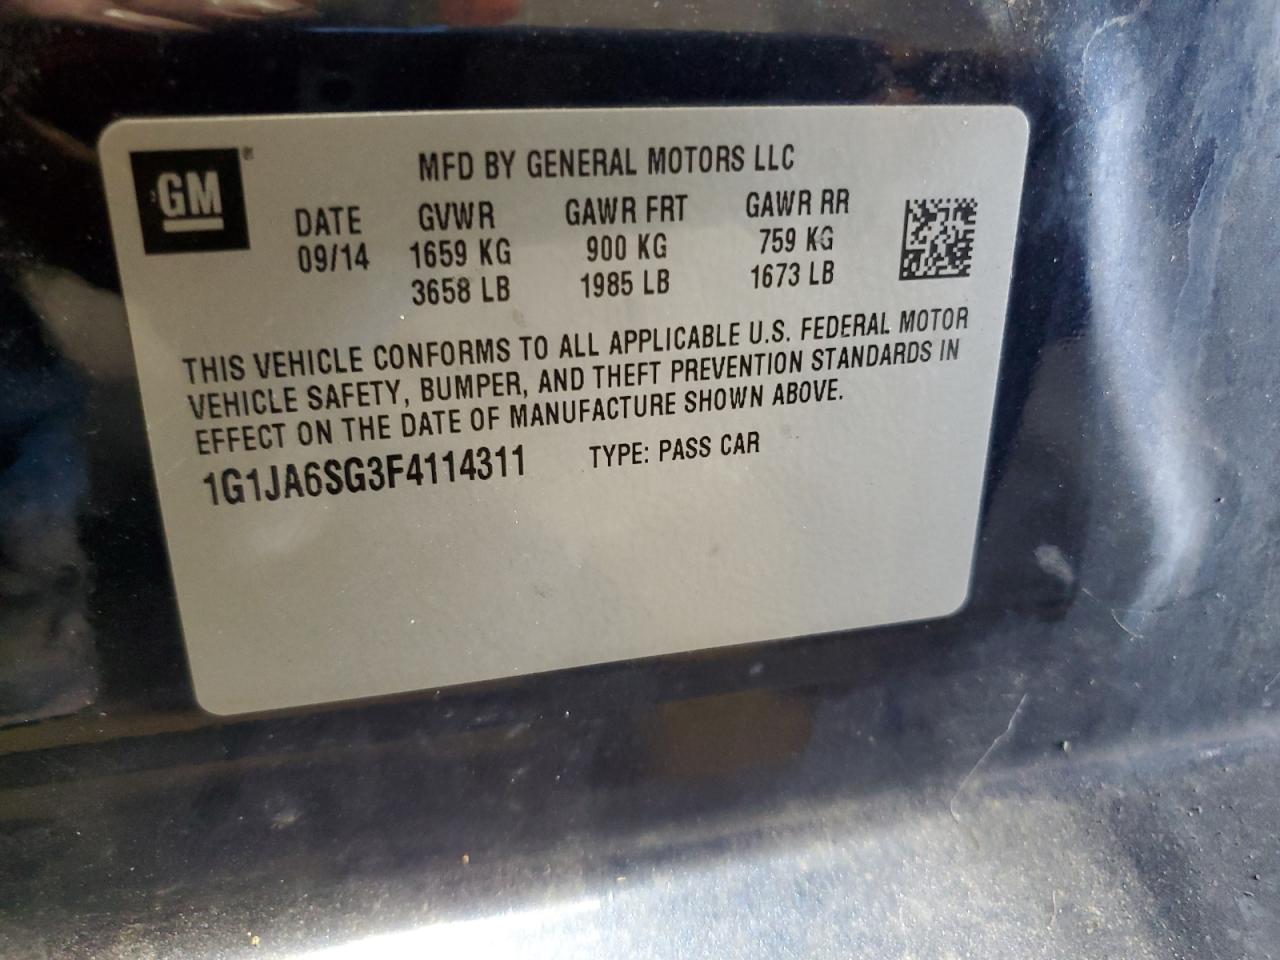 GM®
MFD BY GENERAL MOTORS LLC
DATE GVWR GAWR FRT GAWR RR
09/14 1659 KG 900 KG 759 KG
3658 LB 1985 LB 1673 LB
THIS VEHICLE CONFORMS TO ALL APPLICABLE U.S. FEDERAL MOTOR
VEHICLE SAFETY, BUMPER, AND THEFT PREVENTION STANDARDS IN
EFFECT ON THE DATE OF MANUFACTURE SHOWN ABOVE.
1G1JA6SG3F4114311 TYPE: PASS CAR